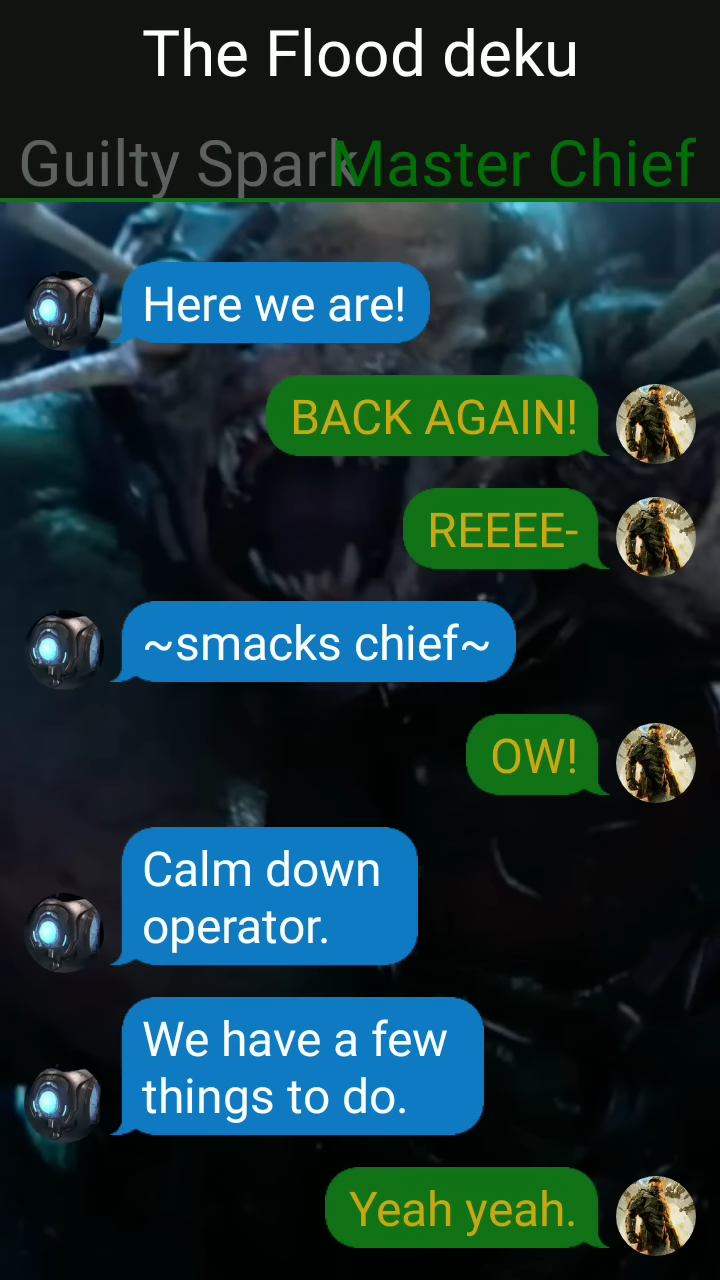 The Flood deku
Guilty Spark Master Chief
Here we are!
BACK AGAIN!
REEEE-
~smacks chief~
OW!
Calm down
operator.
We have a few
things to do.
Yeah yeah.